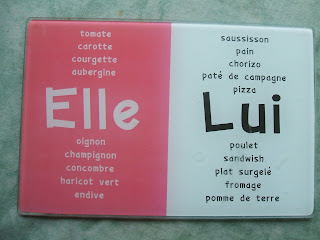 tomate
carotte
courgette
aubergine
Elle
oignon
champignon
concombre
haricot vert
endive
saussisson
pain
chorizo
paté de campagne
pizza
Lui
poulet
sandwish
plat surgelé
fromage
pomme de terre